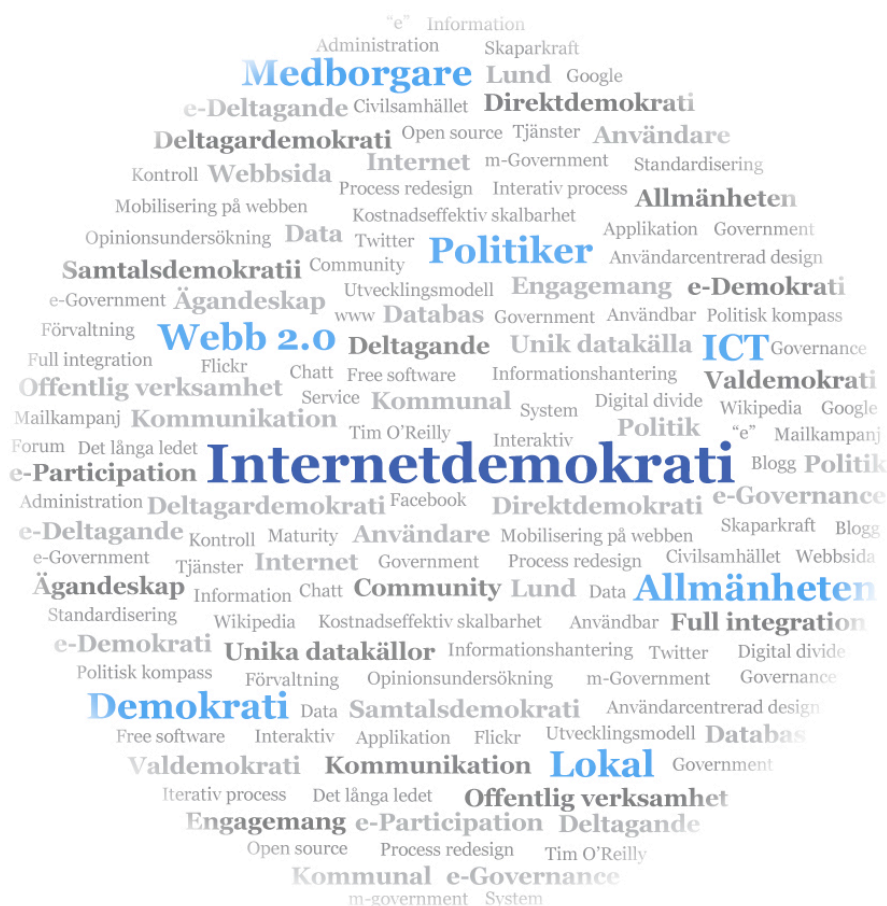 “e” Information
Administration Skaparkraft
Medborgare Lund Google
e-Deltagande Civilsamhället Direktdemokrati
Deltagardemokrati Open source Tjänster Användare
Kontroll Webbsida Internet m-Government Standardisering
Process redesign Interativ process Allmänheten
Mobilisering på webben Kostnadseffektiv skalbarhet
Opinionsundersökning Data Twitter Politiker Applikation Government
Samtalsdemokratii Community Användarcentrerad design
e-Government Ägandeskap Utvecklingsmodell Engagemang e-Demokrati
www Databas Government Användbar Politisk kompass
Förvaltning Webb 2.0 Deltagande Unik datakälla ICT Governance
Full integration Flickr Chatt Free software Informationshantering Valdemokrati
Offentlig verksamhet Service Kommunal System Digital divide Wikipedia Google
Mailkampanj Kommunikation Tim O’Reilly Interaktiv Politik “e” Mailkampanj
Forum Det långa ledet
e-Participation Internetdemokrati Blogg Politik
Administration Deltagardemokrati Facebook Direktdemokrati e-Governance
e-Deltagande Kontroll Maturity Användare Mobilisering på webben Skaparkraft Blogg
e-Government Tjänster Internet Government Process redesign Civilsamhället Webbsida
Ägandeskap Information Chatt Community Lund Data Allmänheten
Standardisering Wikipedia Kostnadseffektiv skalbarhet Användbar Full integration
e-Demokrati Unika datakällor Informationshantering Twitter Digital divide
Politisk kompass Förvaltning Opinionsundersökning m-Government Governance
Demokrati Data Samtalsdemokrati Användarcentrerad design
Free software Interaktiv Applikation Flickr Utvecklingsmodell Databas
Valdemokrati Kommunikation Lokal Government
Iterativ process Det långa ledet Offentlig verksamhet
Engagemang e-Participation Deltagande
Open source Process redesign Tim O’Reilly
Kommunal e-Governance
m-government System